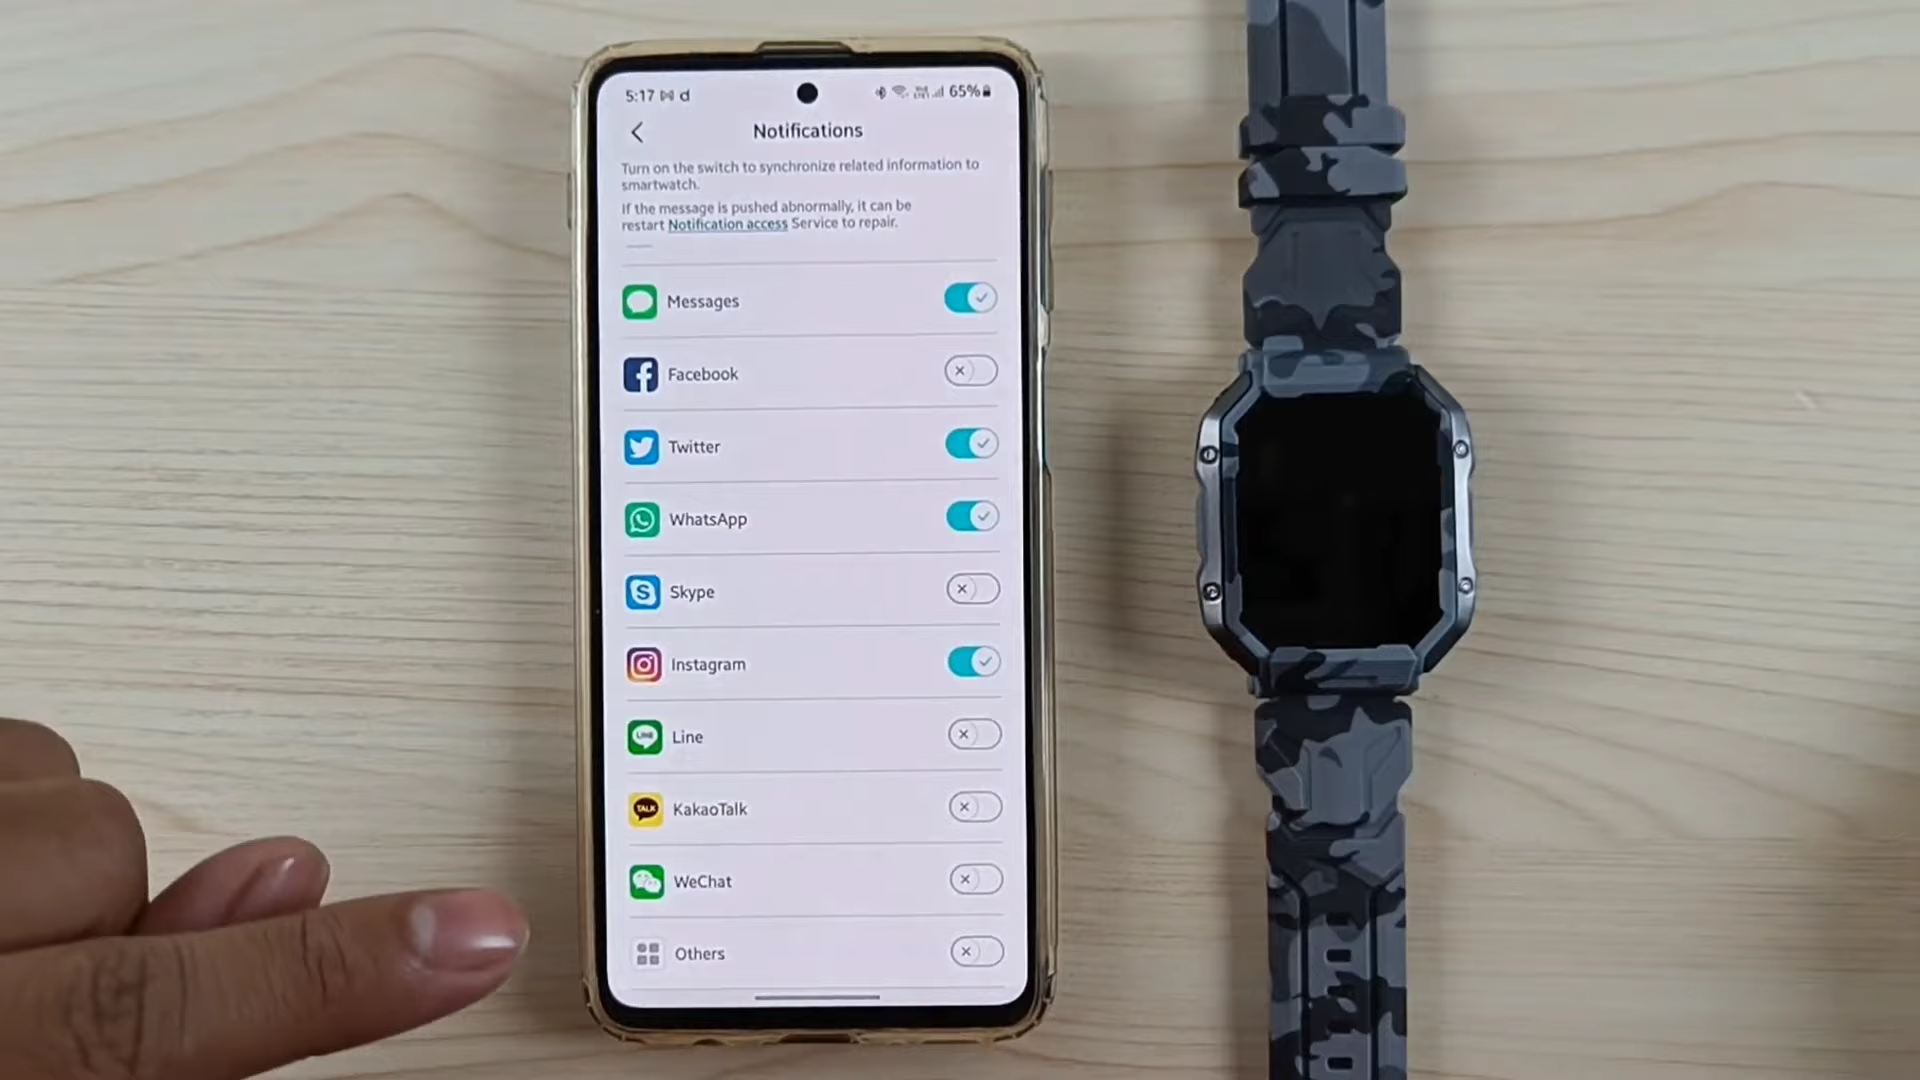 5:17 d 65%
Notifications
Turn on the switch to synchronize related information to
smartwatch.
If the message is pushed abnormally, it can be
restart Notification access Service to repair.
Messages
Facebook
Twitter
WhatsApp
Skype
Instagram
LINE Line
TALK KakaoTalk
WeChat
Others